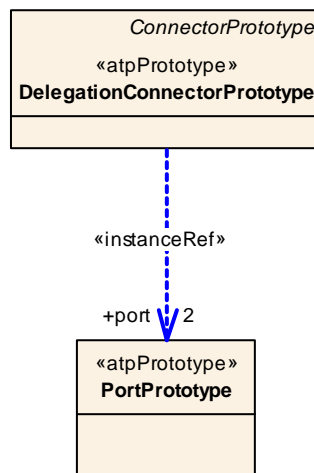 ConnectorPrototype
«atpPrototype»
DelegationConnectorPrototype
«instanceRef»
+port 2
«atpPrototype»
PortPrototype